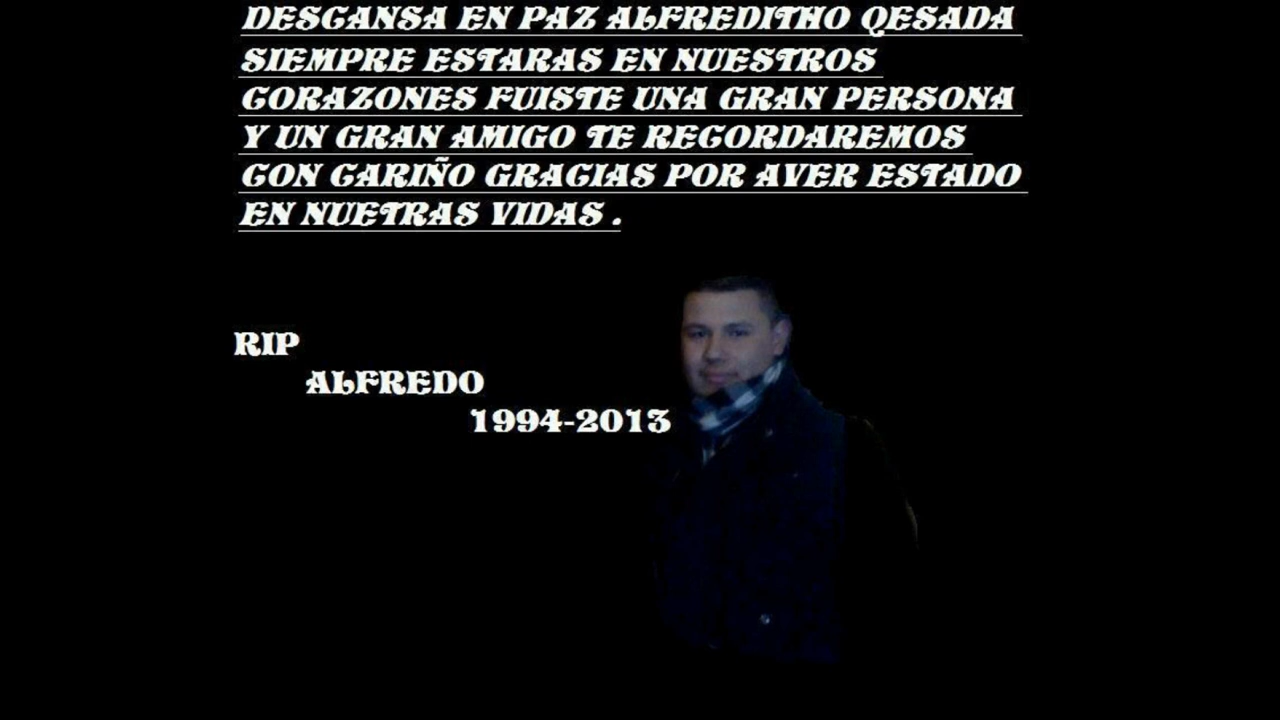 DESCANSA EN PAZ ALFREDITHO QESADA
SIEMPRE ESTARAS EN NUESTROS
CORAZONES FUISTE UNA GRAN PERSONA
Y UN GRAN AMIGO TE RECORDAREMOS
CON CARIÑO GRACIAS POR AVER ESTADO
EN NUETRAS VIDAS .
RIP
ALFREDO
1994-2013